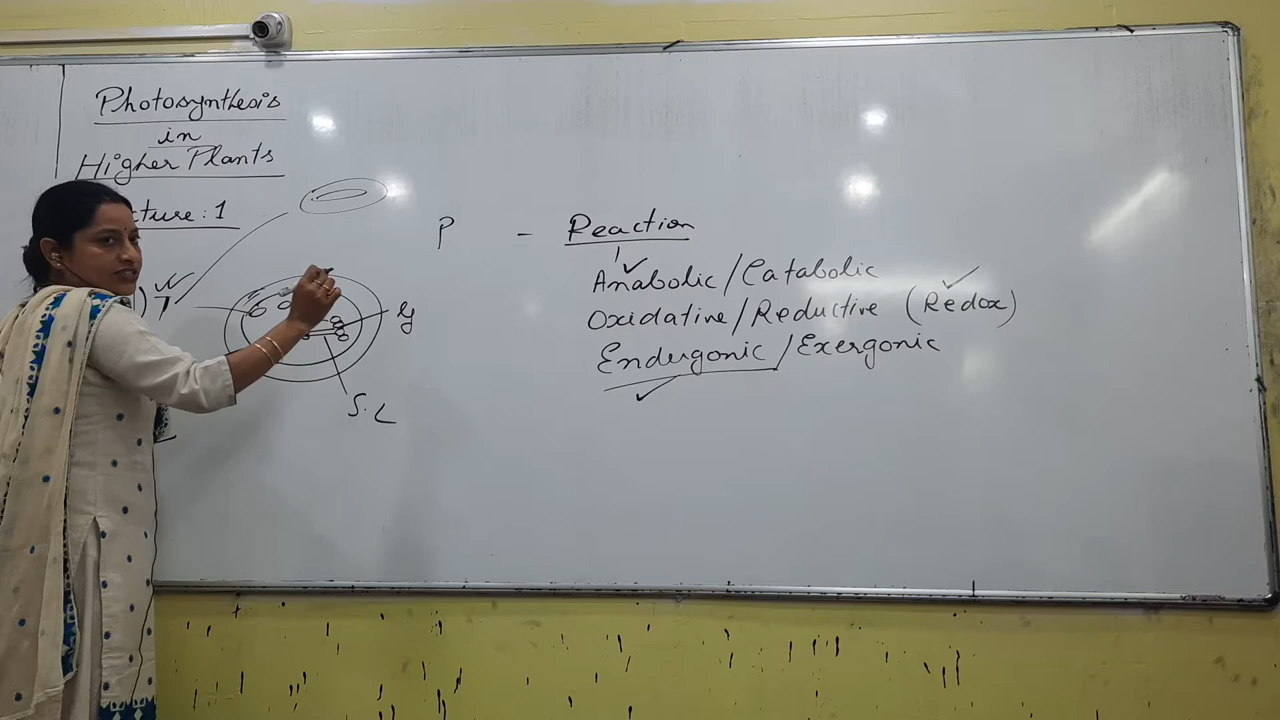 Photosynthesis
in
Higher Plants
cture: 1
P - Reaction
Anabolic/Catabolic
Oxidative/Reductive (Redox)
Endergonic/Exergonic
S.L